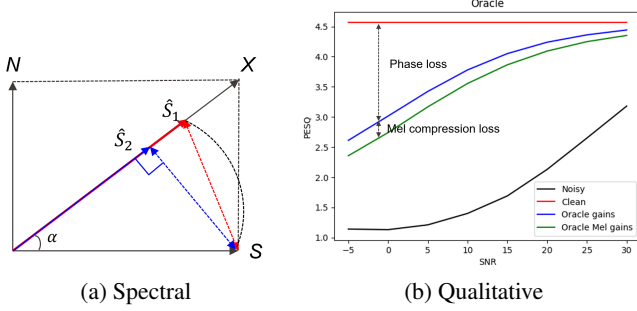 N
X
Ŝ₁
Ŝ₂
α
S
(a) Spectral
Oracle
4.5
4.0
3.5
3.0
2.5
2.0
1.5
1.0
PESQ
Phase loss
Mel compression loss
Noisy
Clean
Oracle gains
Oracle Mel gains
−5 0 5 10 15 20 25 30
SNR
(b) Qualitative